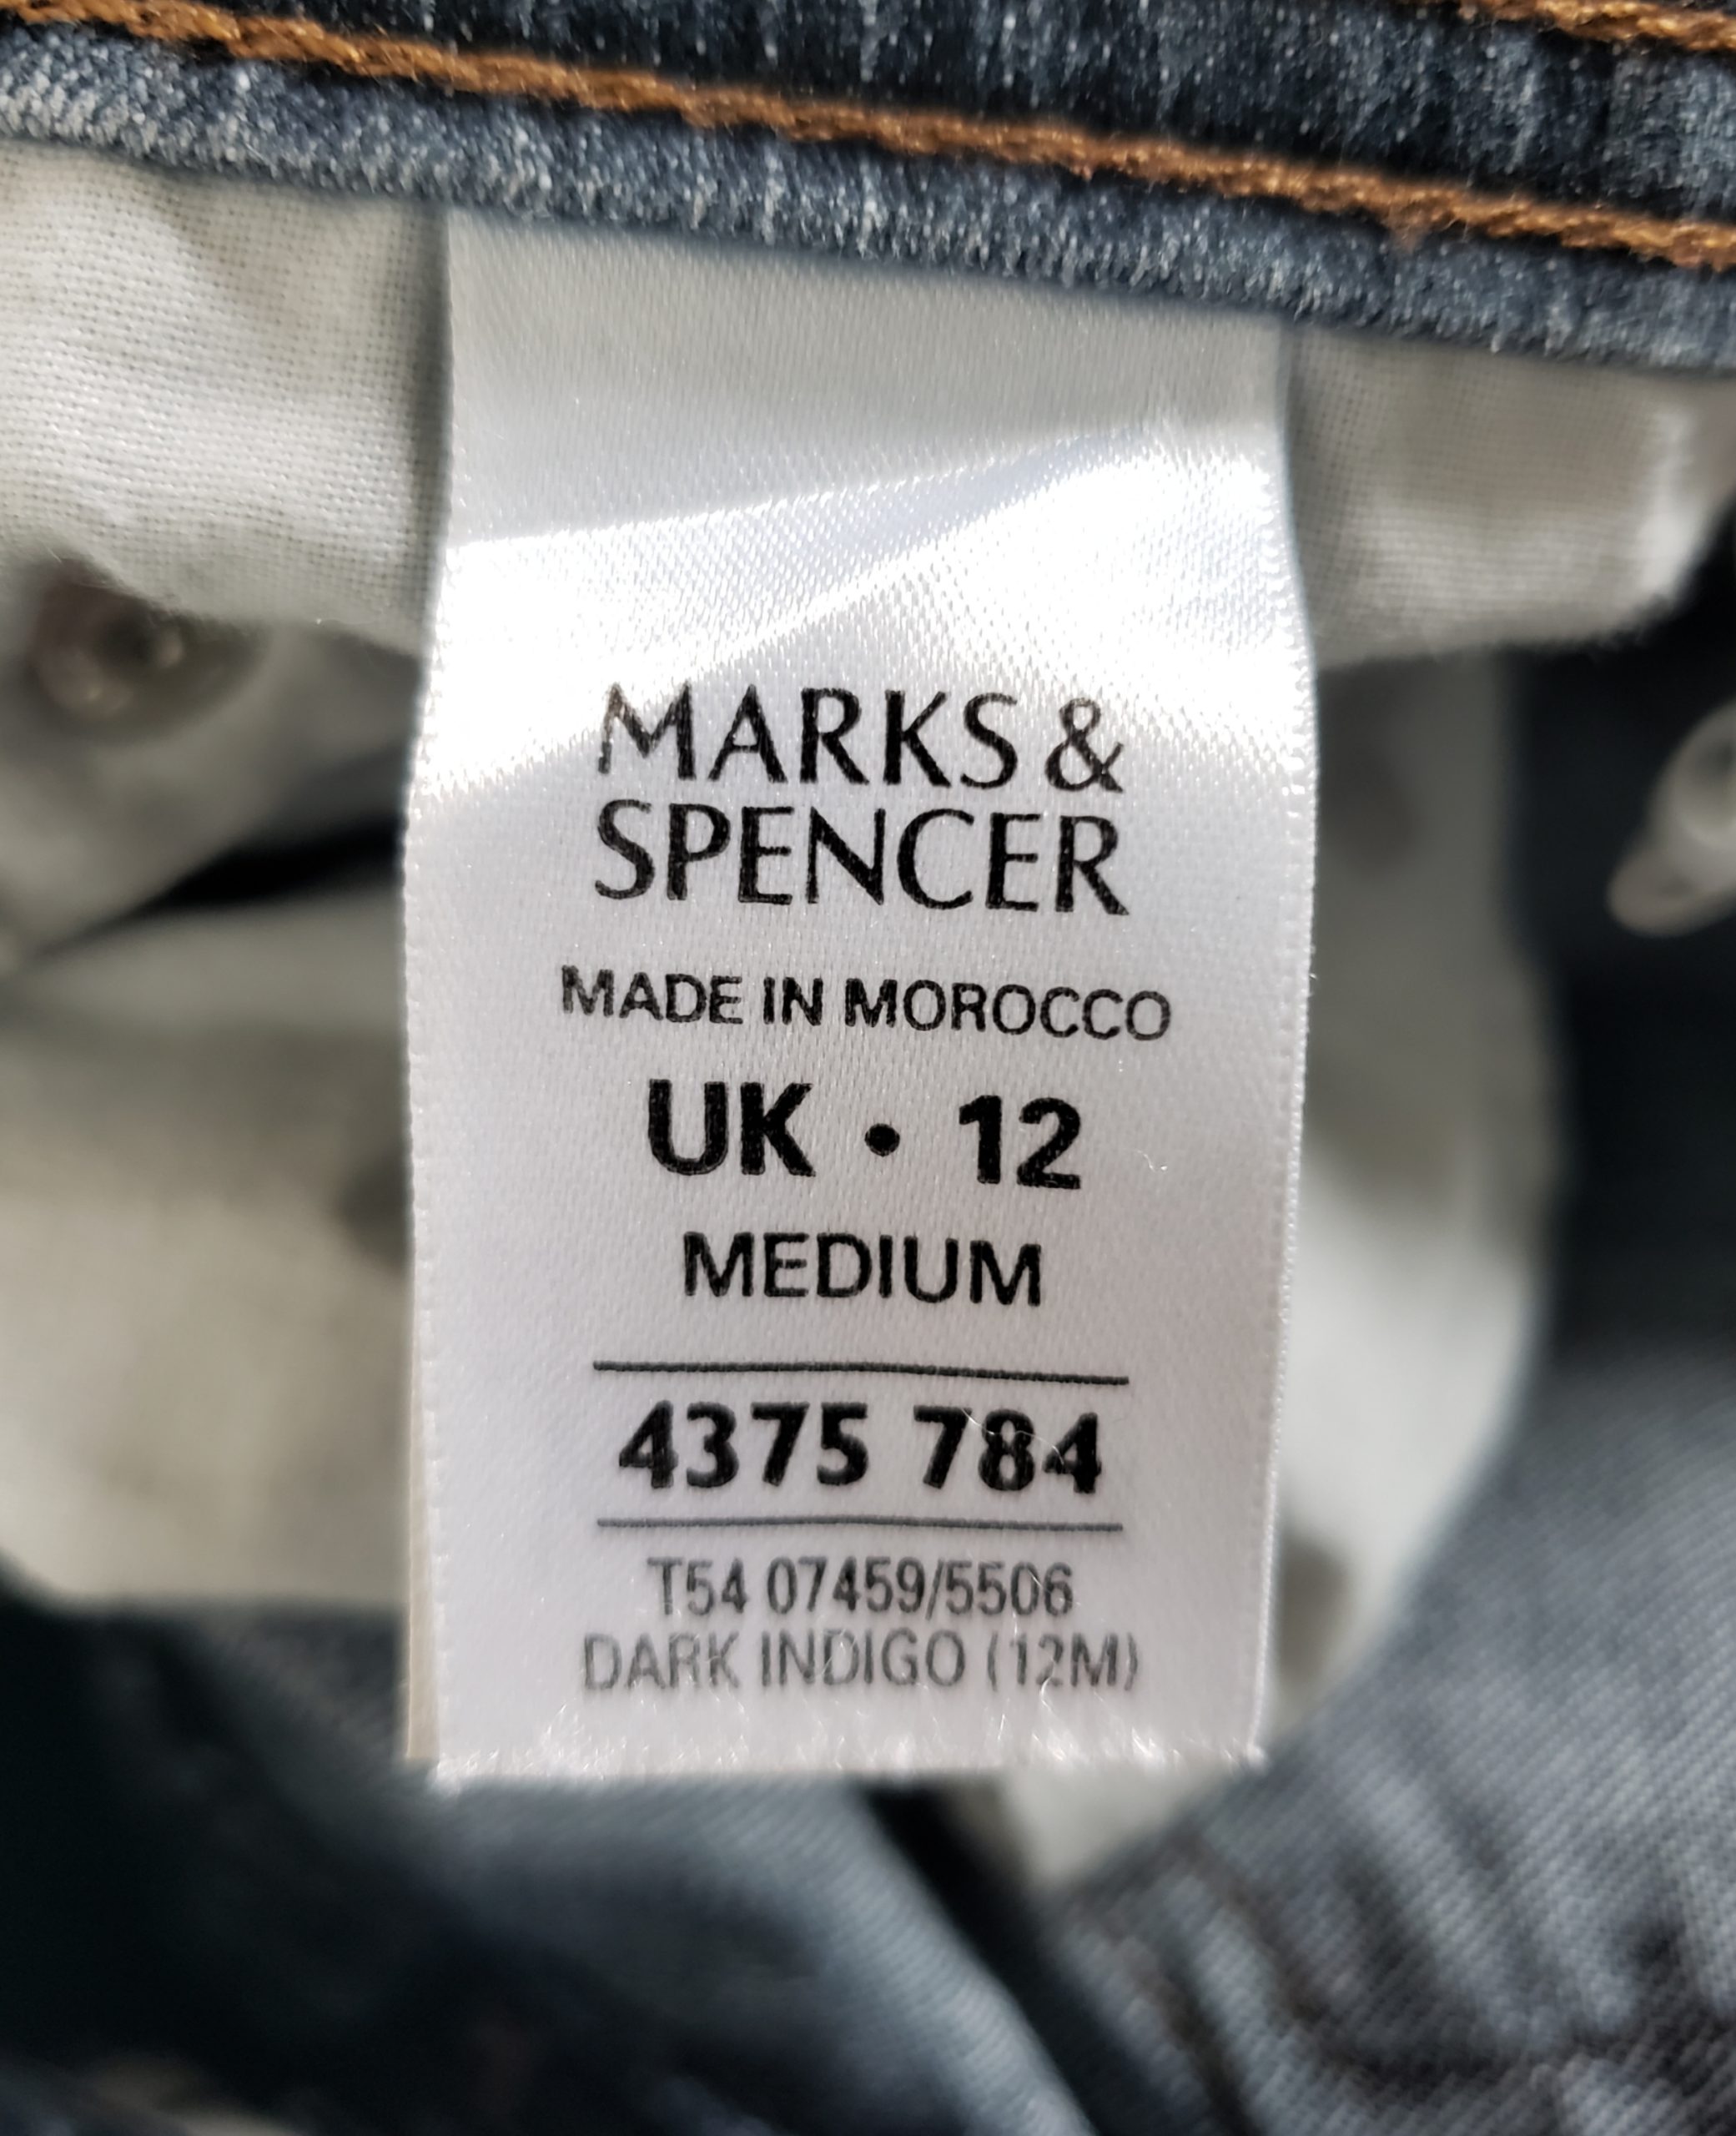 MARKS &
SPENCER
MADE IN MOROCCO
UK • 12
MEDIUM
4375 784
T54 07459/5506
DARK INDIGO (12M)